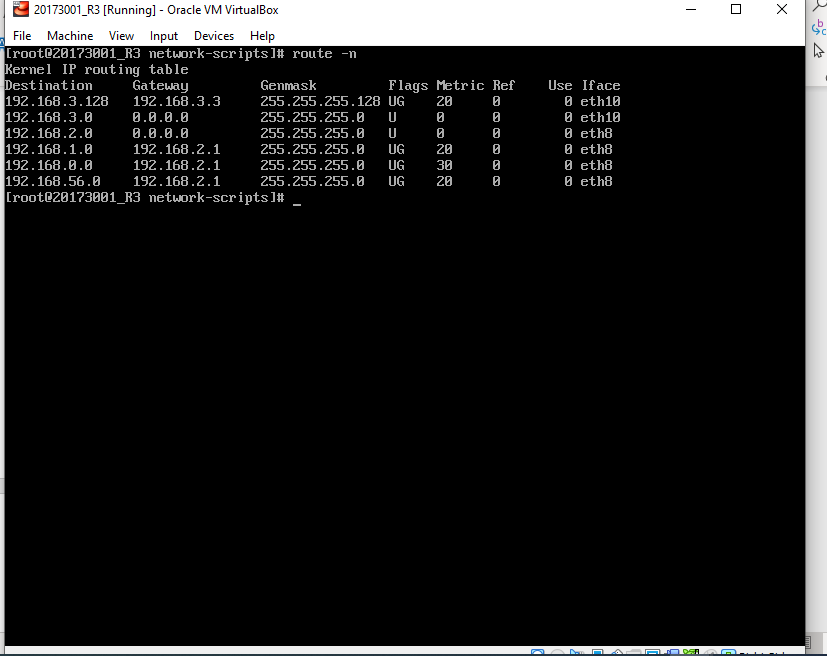 20173001_R3 [Running] - Oracle VM VirtualBox
File Machine View Input Devices Help
[root@20173001_R3 network-scripts]# route -n
Kernel IP routing table
Destination Gateway Genmask Flags Metric Ref Use Iface
192.168.3.128 192.168.3.3 255.255.255.128 UG 20 0 0 eth10
192.168.3.0 0.0.0.0 255.255.255.0 U 0 0 0 eth10
192.168.2.0 0.0.0.0 255.255.255.0 U 0 0 0 eth8
192.168.1.0 192.168.2.1 255.255.255.0 UG 20 0 0 eth8
192.168.0.0 192.168.2.1 255.255.255.0 UG 30 0 0 eth8
192.168.56.0 192.168.2.1 255.255.255.0 UG 20 0 0 eth8
[root@20173001_R3 network-scripts]# _